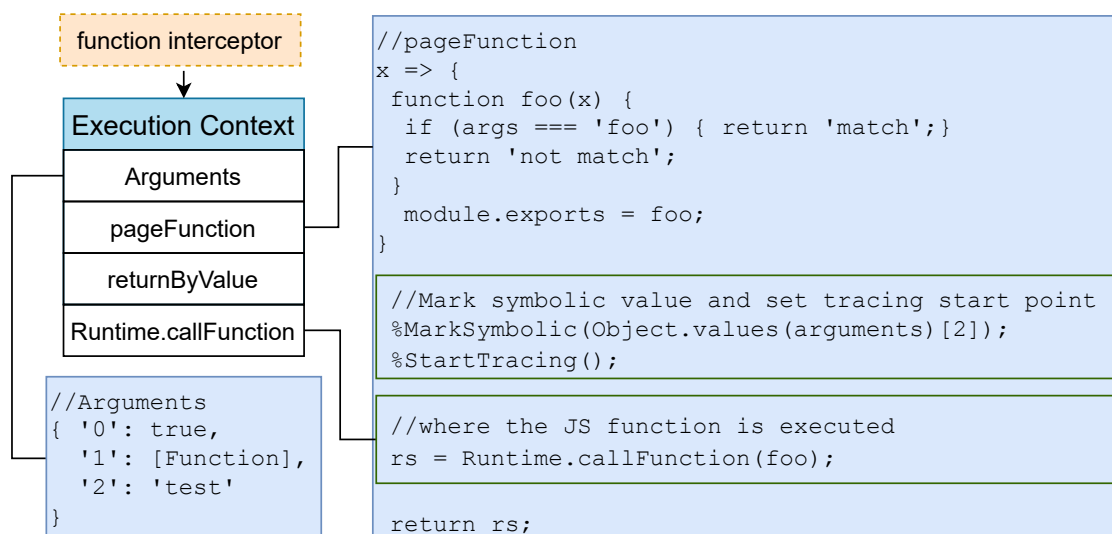 function interceptor
Execution Context
Arguments
pageFunction
returnByValue
Runtime.callFunction
//Arguments
{ '0': true,
'1': [Function],
'2': 'test'
}
//pageFunction
x => {
function foo(x) {
if (args === 'foo') { return 'match';}
return 'not match';
}
module.exports = foo;
}
//Mark symbolic value and set tracing start point
%MarkSymbolic(Object.values(arguments)[2]);
%StartTracing();
//where the JS function is executed
rs = Runtime.callFunction(foo);
return rs;